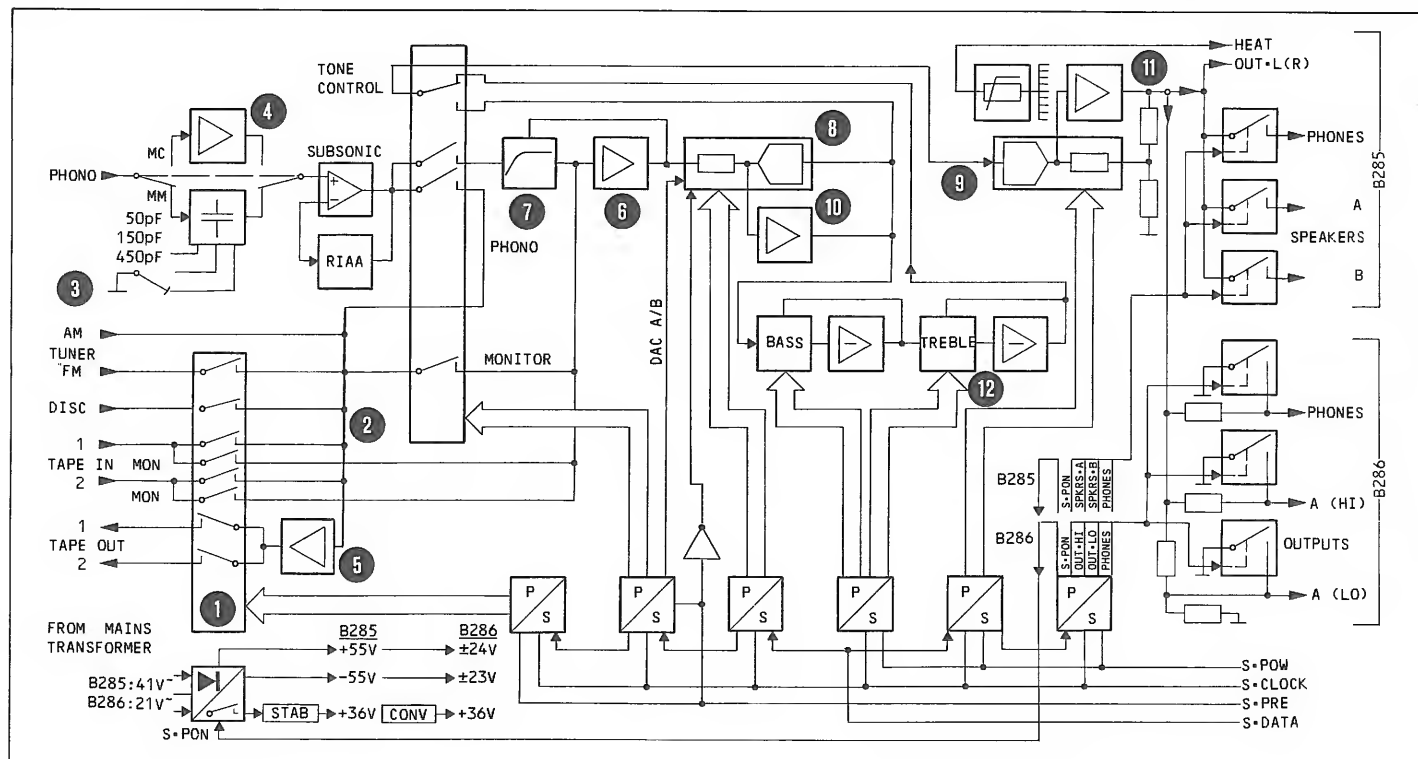 HEAT
OUT•L(R)
TONE
CONTROL
11
4
8
MC
SUBSONIC
PHONES
PHONO
9
B285
MM
7
6
10
A
50pF
SPEAKERS
150pF
PHONO
450pF
RIAA
B
3
DAC A/B
AM
TUNER
FM
MONITOR
BASS
TREBLE
12
DISC
2
PHONES
1
TAPE IN MON
B285
S•PON
SPKRS•A
SPKRS•B
PHONES
B286
2
MON
A (HI)
1
B286
S•PON
OUT•HI
OUT•LO
PHONES
OUTPUTS
TAPE OUT
2
5
P
S
P
S
P
S
P
S
P
S
P
S
A (LO)
1
FROM MAINS
TRANSFORMER
B285
B286
+55V
±24V
S•POW
B285:41V~
-55V
±23V
S•CLOCK
B286:21V~
S•PRE
STAB
+36V
CONV
+36V
S•DATA
S•PON